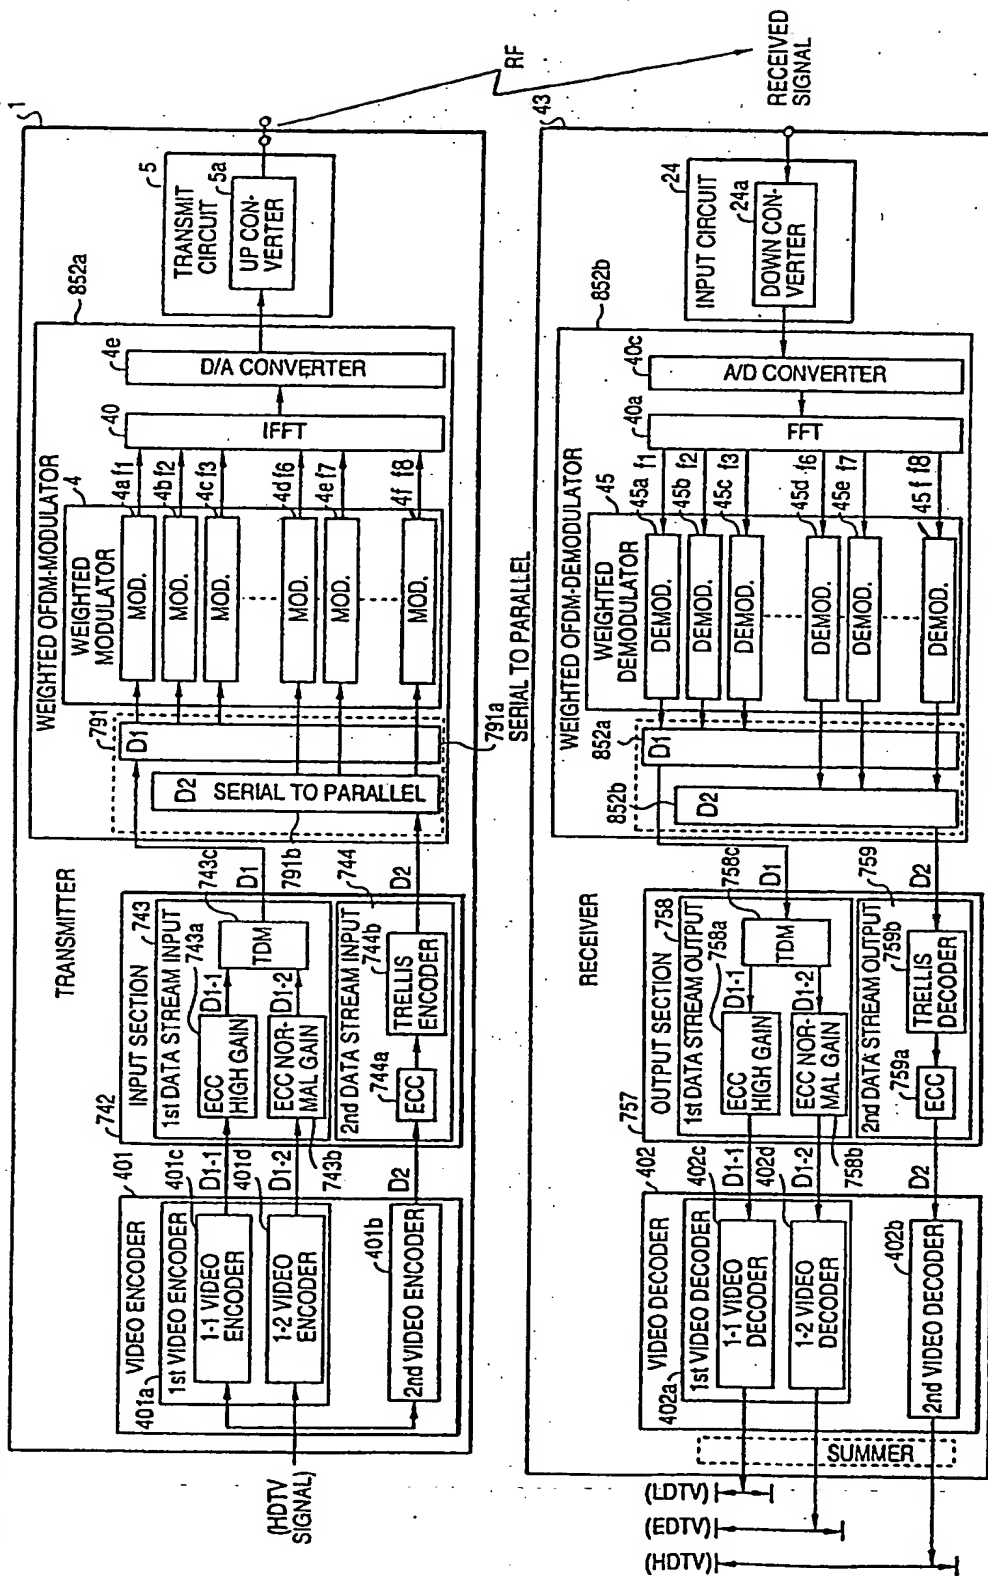 TRANSMITTER
1
(HDTV
SIGNAL)
VIDEO ENCODER
401
401a
1st VIDEO ENCODER
401c
1-1 VIDEO
ENCODER
401d
1-2 VIDEO
ENCODER
401b
2nd VIDEO ENCODER
D1-1
D1-2
D2
742
INPUT SECTION
743
1st DATA STREAM INPUT
743a
ECC
HIGH GAIN
ECC NOR-
MAL GAIN
743b
D1-1
D1-2
TDM
743c
D1
2nd DATA STREAM INPUT
744
744a
ECC
744b
TRELLIS
ENCODER
D2
WEIGHTED OFDM-MODULATOR
852a
791
D1
D2
SERIAL TO PARALLEL
791b
791a
SERIAL TO PARALLEL
WEIGHTED
MODULATOR
4
MOD.
MOD.
MOD.
MOD.
MOD.
MOD.
4a f1
4b f2
4c f3
4d f6
4e f7
4f f8
40
IFFT
4e
D/A CONVERTER
TRANSMIT
CIRCUIT
5
5a
UP CON-
VERTER
RF
RECEIVED
SIGNAL
RECEIVER
43
INPUT CIRCUIT
24
24a
DOWN CON-
VERTER
WEIGHTED OFDM-DEMODULATOR
852b
40c
A/D CONVERTER
40a
FFT
WEIGHTED
DEMODULATOR
45
45a f1
45b f2
45c f3
45d f6
45e f7
45 f f8
DEMOD.
DEMOD.
DEMOD.
DEMOD.
DEMOD.
DEMOD.
852a
D1
852b
D2
757
OUTPUT SECTION
758
1st DATA STREAM OUTPUT
758a
ECC
HIGH GAIN
ECC NOR-
MAL GAIN
758b
D1-1
D1-2
TDM
758c
D1
2nd DATA STREAM OUTPUT
759
759a
ECC
759b
TRELLIS
DECODER
D2
D1-1
D1-2
D2
VIDEO DECODER
402
402a
1st VIDEO DECODER
402c
1-1 VIDEO
DECODER
402d
1-2 VIDEO
DECODER
402b
2nd VIDEO DECODER
SUMMER
(LDTV)
(EDTV)
(HDTV)